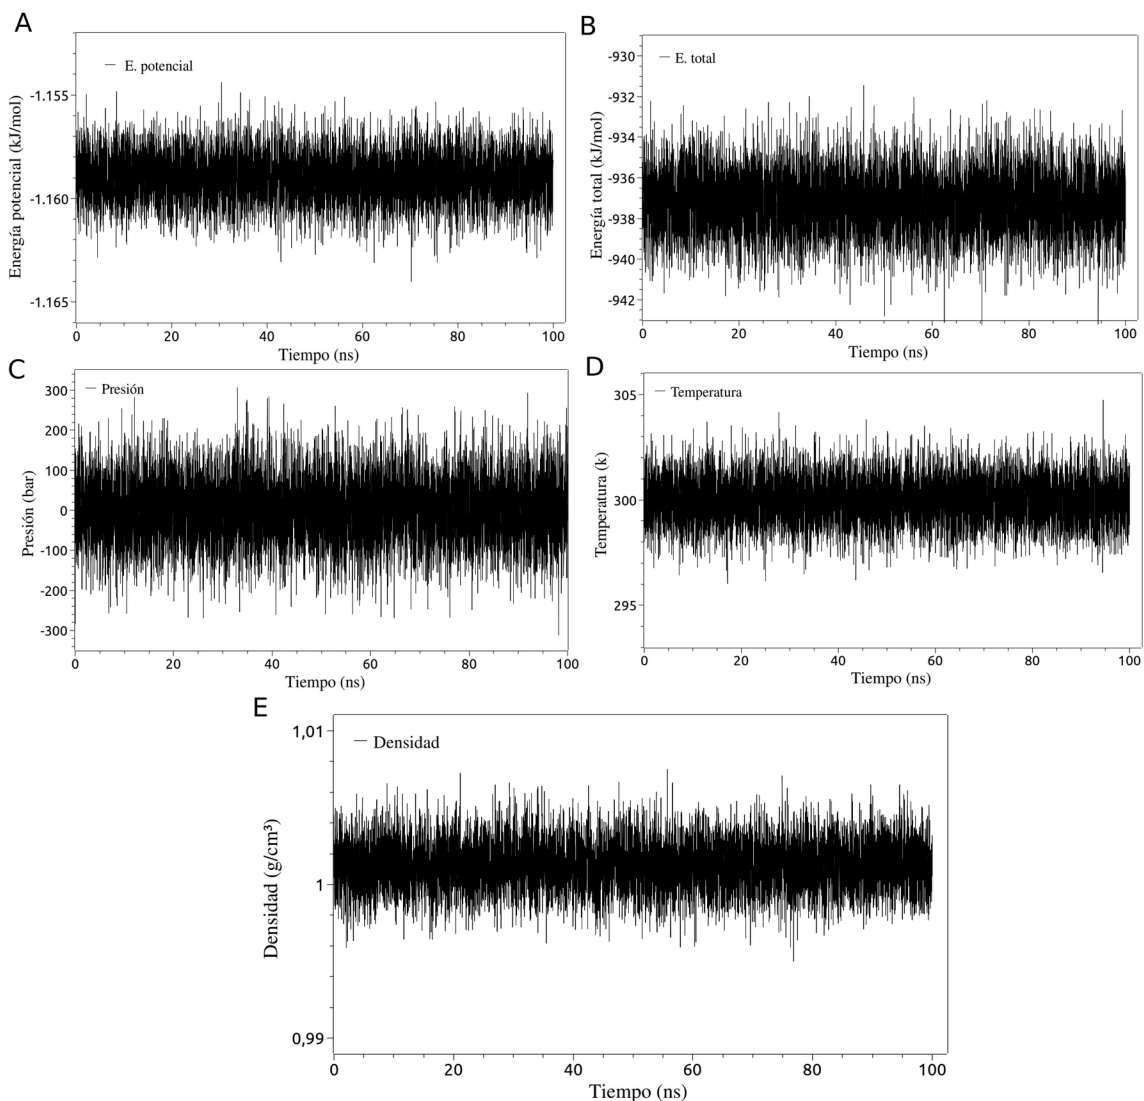 A
E. potencial
Energía potencial (kJ/mol)
-1.155
-1.160
-1.165
0 20 40 60 80 100
Tiempo (ns)
B
E. total
Energía total (kJ/mol)
-930
-932
-934
-936
-938
-940
-942
0 20 40 60 80 100
Tiempo (ns)
C
Presión
Presión (bar)
300
200
100
0
-100
-200
-300
0 20 40 60 80 100
Tiempo (ns)
D
Temperatura
Temperatura (k)
305
300
295
0 20 40 60 80 100
Tiempo (ns)
E
Densidad
Densidad (g/cm³)
1,01
1
0,99
0 20 40 60 80 100
Tiempo (ns)